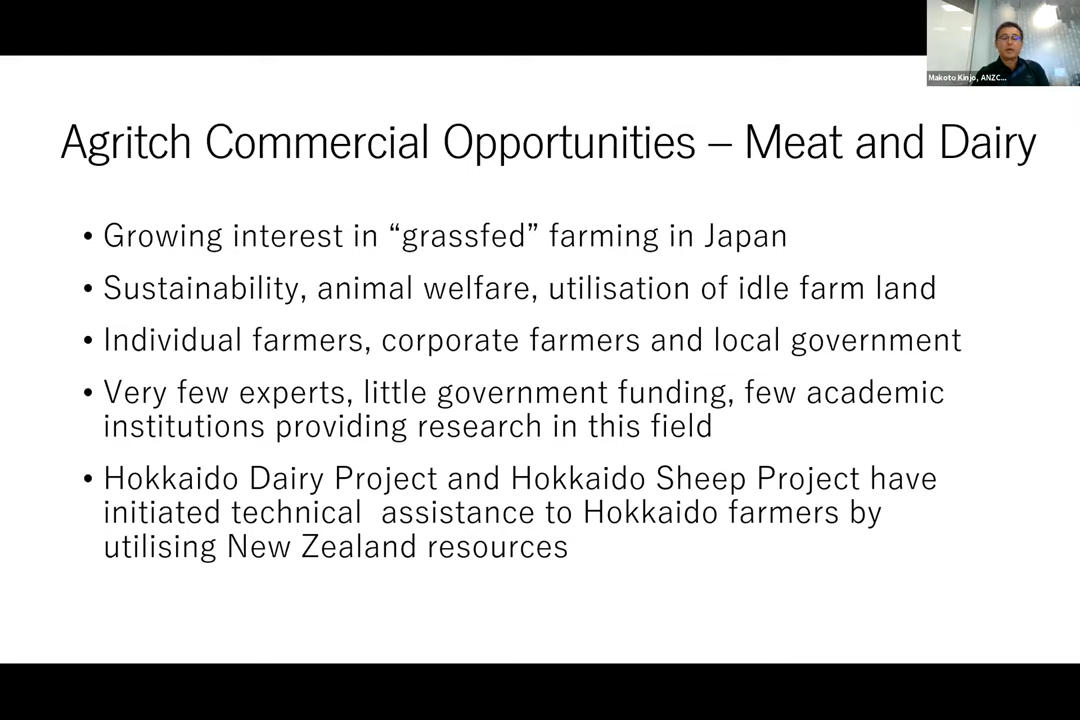 Makoto Kinjo, ANZC...
Agritch Commercial Opportunities – Meat and Dairy
• Growing interest in “grassfed” farming in Japan
• Sustainability, animal welfare, utilisation of idle farm land
• Individual farmers, corporate farmers and local government
• Very few experts, little government funding, few academic
institutions providing research in this field
• Hokkaido Dairy Project and Hokkaido Sheep Project have
initiated technical  assistance to Hokkaido farmers by
utilising New Zealand resources